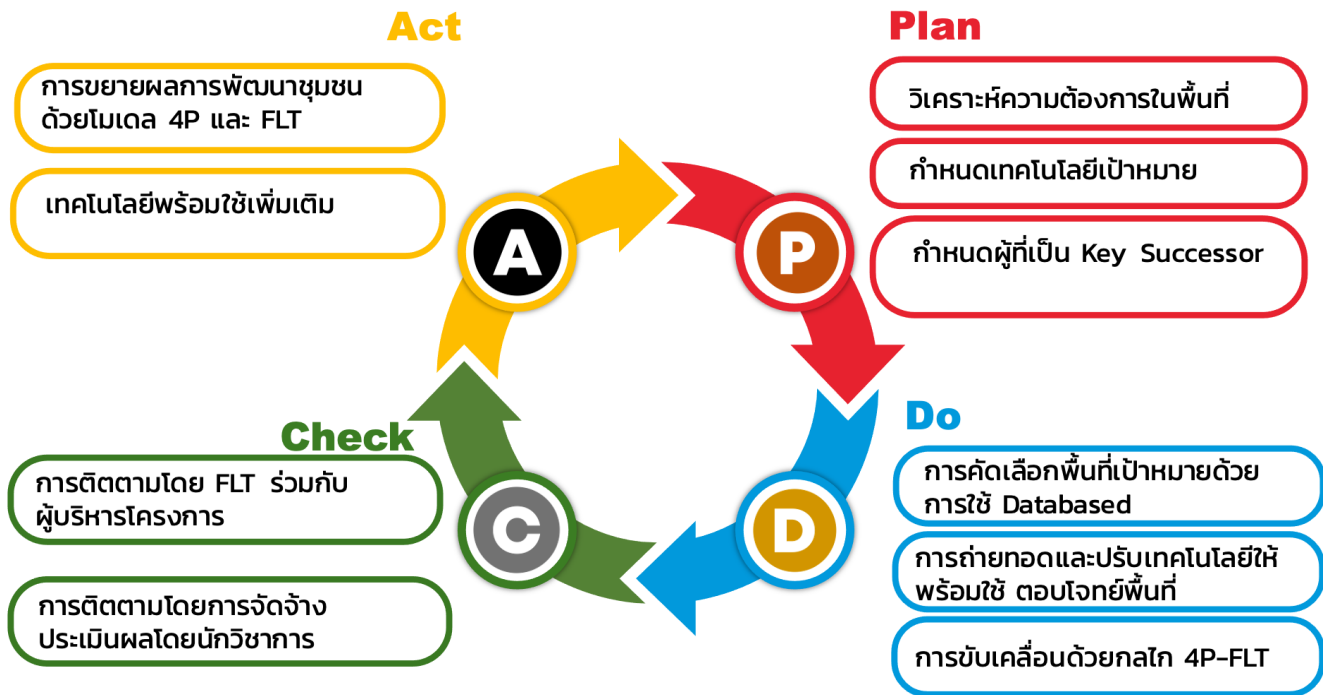 Act
การขยายผลการพัฒนาชุมชน
ด้วยโมเดล 4P และ FLT
เทคโนโลยีพร้อมใช้เพิ่มเติม
A
Plan
วิเคราะห์ความต้องการในพื้นที่
กำหนดเทคโนโลยีเป้าหมาย
กำหนดผู้ที่เป็น Key Successor
P
Check
การติตตามโดย FLT ร่วมกับ
ผู้บริหารโครงการ
การติตตามโดยการจัดจ้าง
ประเมินผลโดยนักวิชาการ
C
Do
การคัดเลือกพื้นที่เป้าหมายด้วย
การใช้ Databased
การถ่ายทอดและปรับเทคโนโลยีให้
พร้อมใช้ ตอบโจทย์พื้นที่
การขับเคลื่อนด้วยกลไก 4P-FLT
D